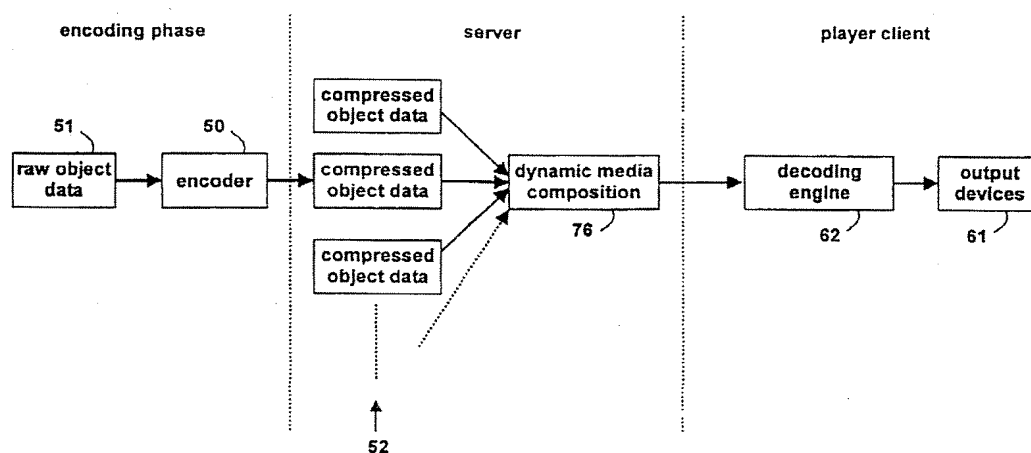 encoding phase
server
player client
51
raw object
data
50
encoder
compressed
object data
compressed
object data
compressed
object data
52
dynamic media
composition
76
decoding
engine
62
output
devices
61